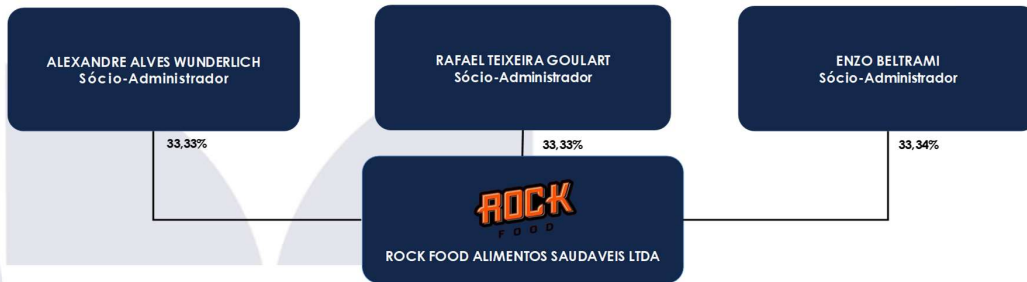 ALEXANDRE ALVES WUNDERLICH
Sócio-Administrador
RAFAEL TEIXEIRA GOULART
Sócio-Administrador
ENZO BELTRAMI
Sócio-Administrador
33,33%
33,33%
33,34%
ROCK
FOOD
ROCK FOOD ALIMENTOS SAUDAVEIS LTDA